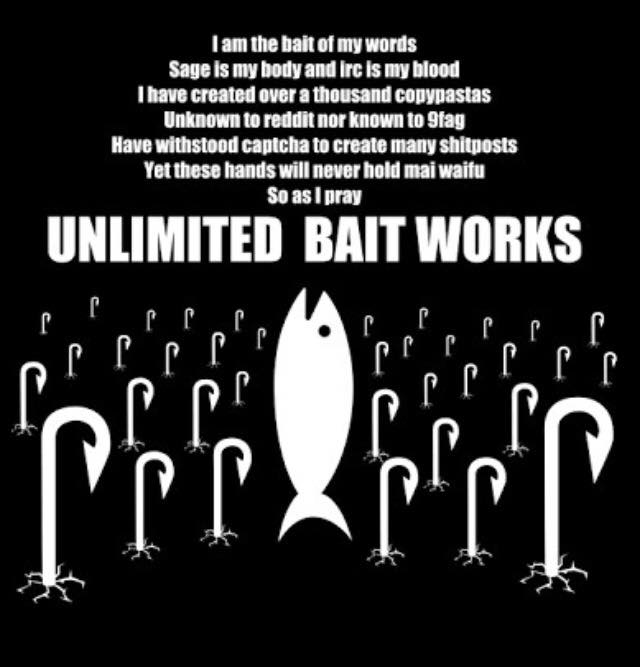 I am the bait of my words
Sage is my body and irc is my blood
I have created over a thousand copypastas
Unknown to reddit nor known to 9fag
Have withstood captcha to create many shitposts
Yet these hands will never hold mai waifu
So as I pray
UNLIMITED BAIT WORKS